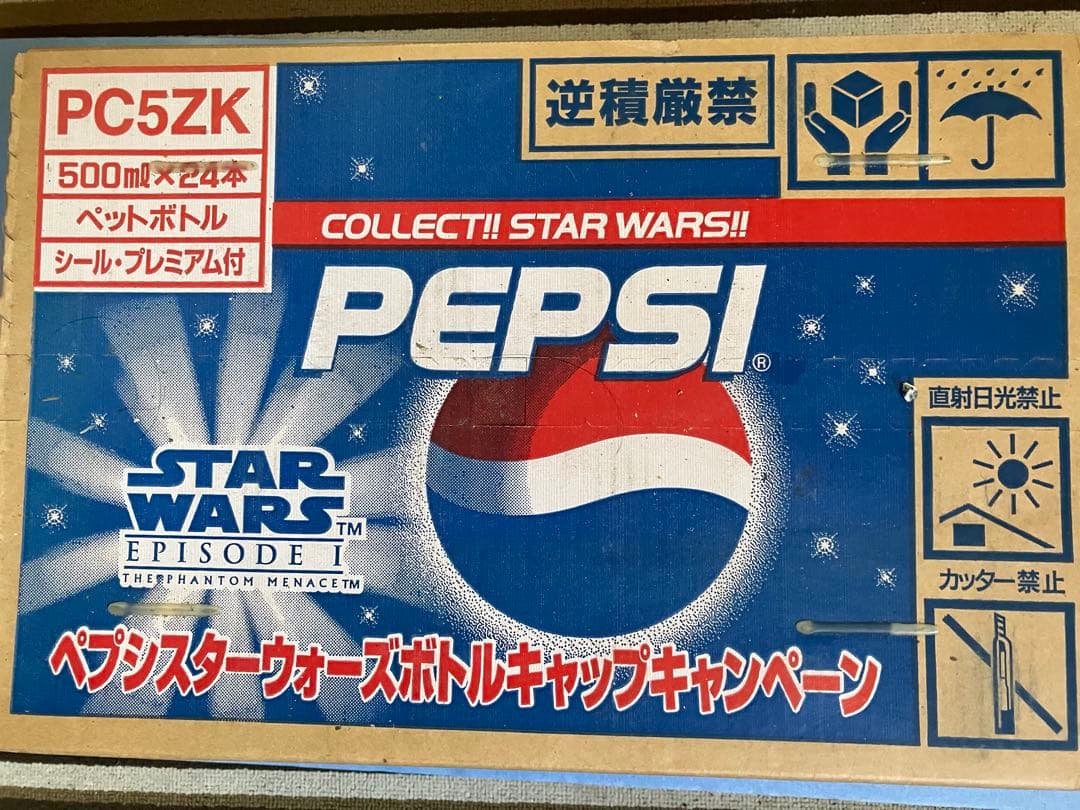 PC5ZK
500ml×24本
ペットボトル
シール・プレミアム付
逆積厳禁
COLLECT!! STAR WARS!!
PEPSI®
直射日光禁止
STAR
WARS™
EPISODE I
THE PHANTOM MENACE™
カッター禁止
ペプシスターウォーズボトルキャップキャンペーン